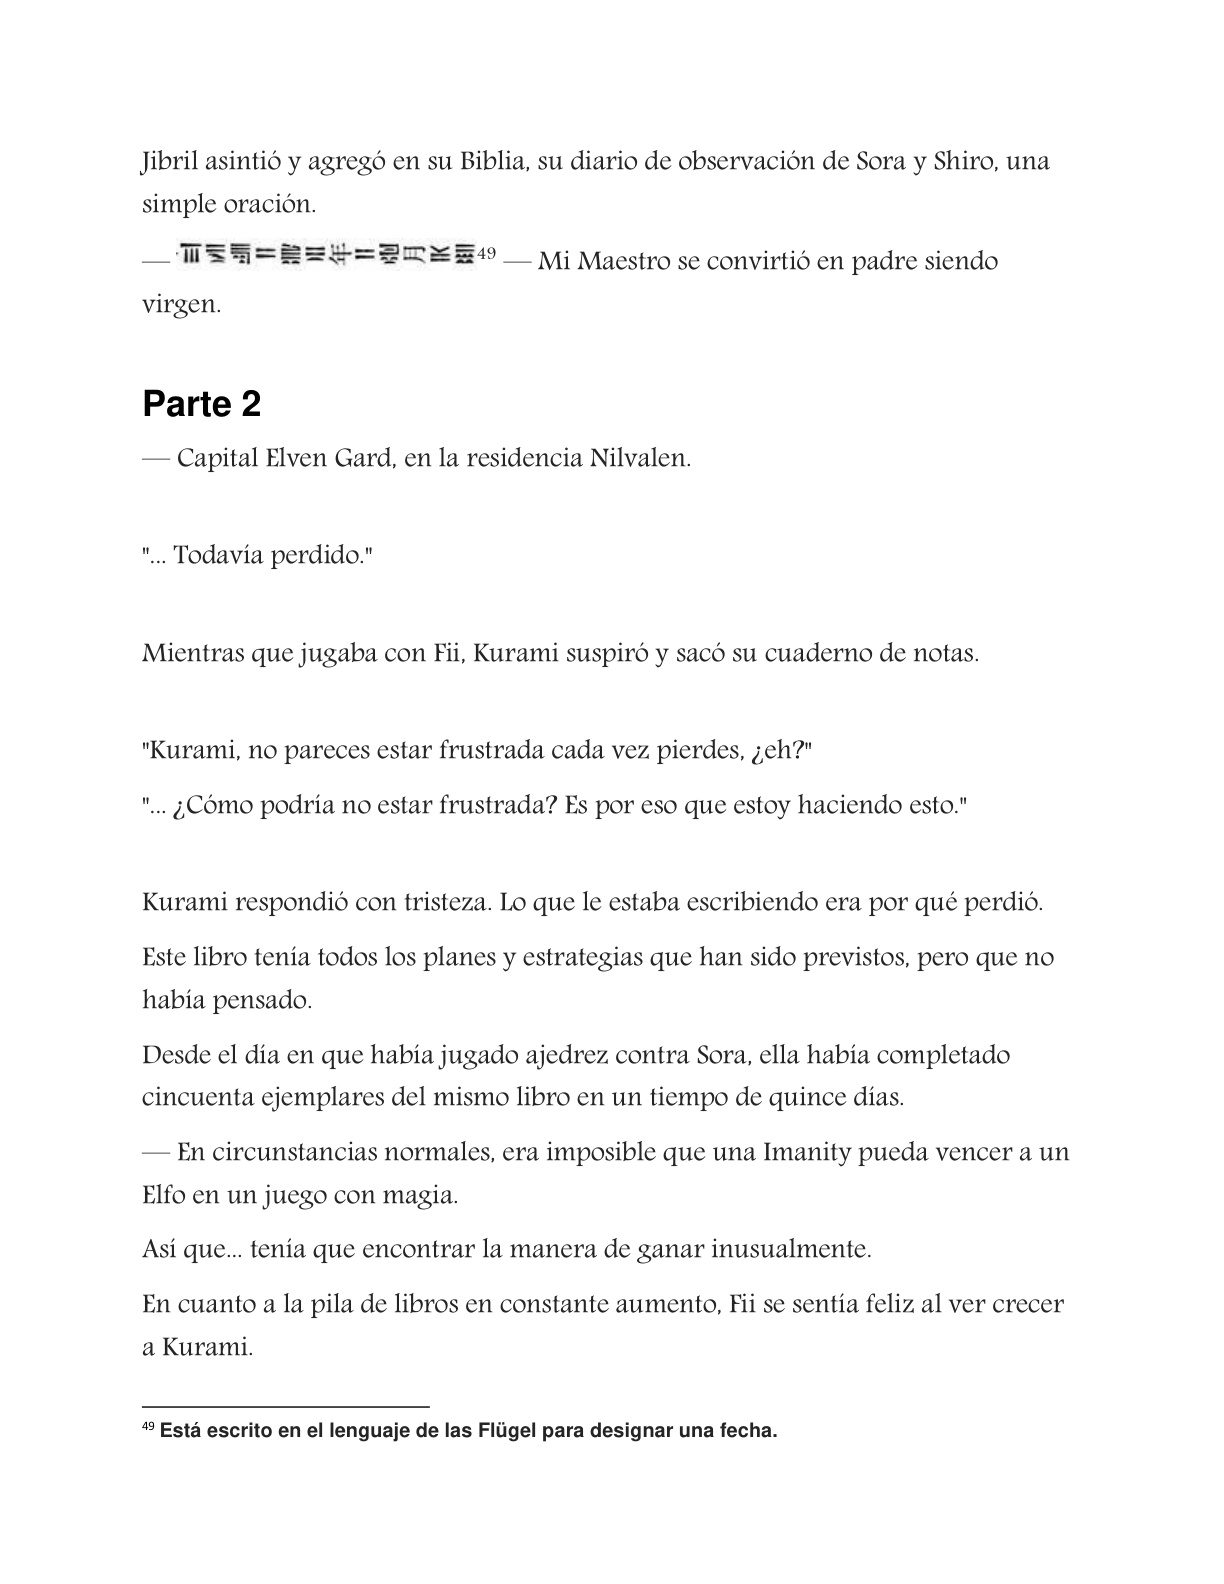 Jibril asintió y agregó en su Biblia, su diario de observación de Sora y Shiro, una
simple oración.
— 49 — Mi Maestro se convirtió en padre siendo
virgen.
Parte 2
— Capital Elven Gard, en la residencia Nilvalen.
"... Todavía perdido."
Mientras que jugaba con Fii, Kurami suspiró y sacó su cuaderno de notas.
"Kurami, no pareces estar frustrada cada vez pierdes, ¿eh?"
"... ¿Cómo podría no estar frustrada? Es por eso que estoy haciendo esto."
Kurami respondió con tristeza. Lo que le estaba escribiendo era por qué perdió.
Este libro tenía todos los planes y estrategias que han sido previstos, pero que no
había pensado.
Desde el día en que había jugado ajedrez contra Sora, ella había completado
cincuenta ejemplares del mismo libro en un tiempo de quince días.
— En circunstancias normales, era imposible que una Imanity pueda vencer a un
Elfo en un juego con magia.
Así que... tenía que encontrar la manera de ganar inusualmente.
En cuanto a la pila de libros en constante aumento, Fii se sentía feliz al ver crecer
a Kurami.
49 Está escrito en el lenguaje de las Flügel para designar una fecha.